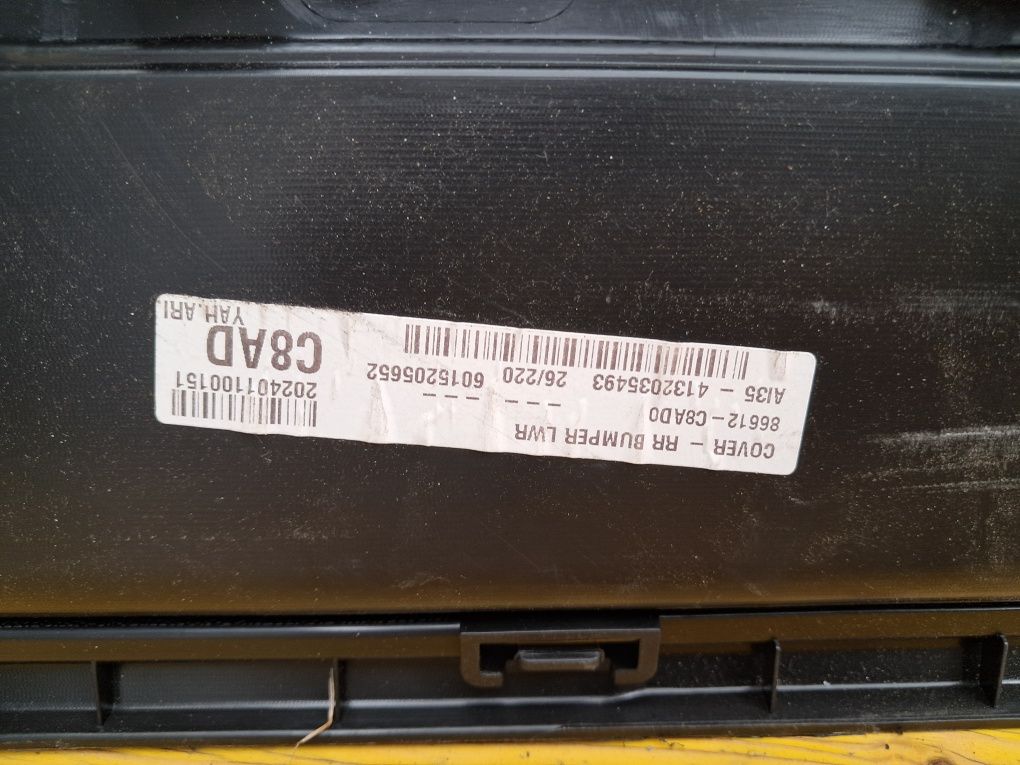 COVER – RR BUMPER LWR
86612–C8AD0 – – – – –
AI35 – 4132035493 26/220 6015205652
202401100151
C8AD
YAH.ARI